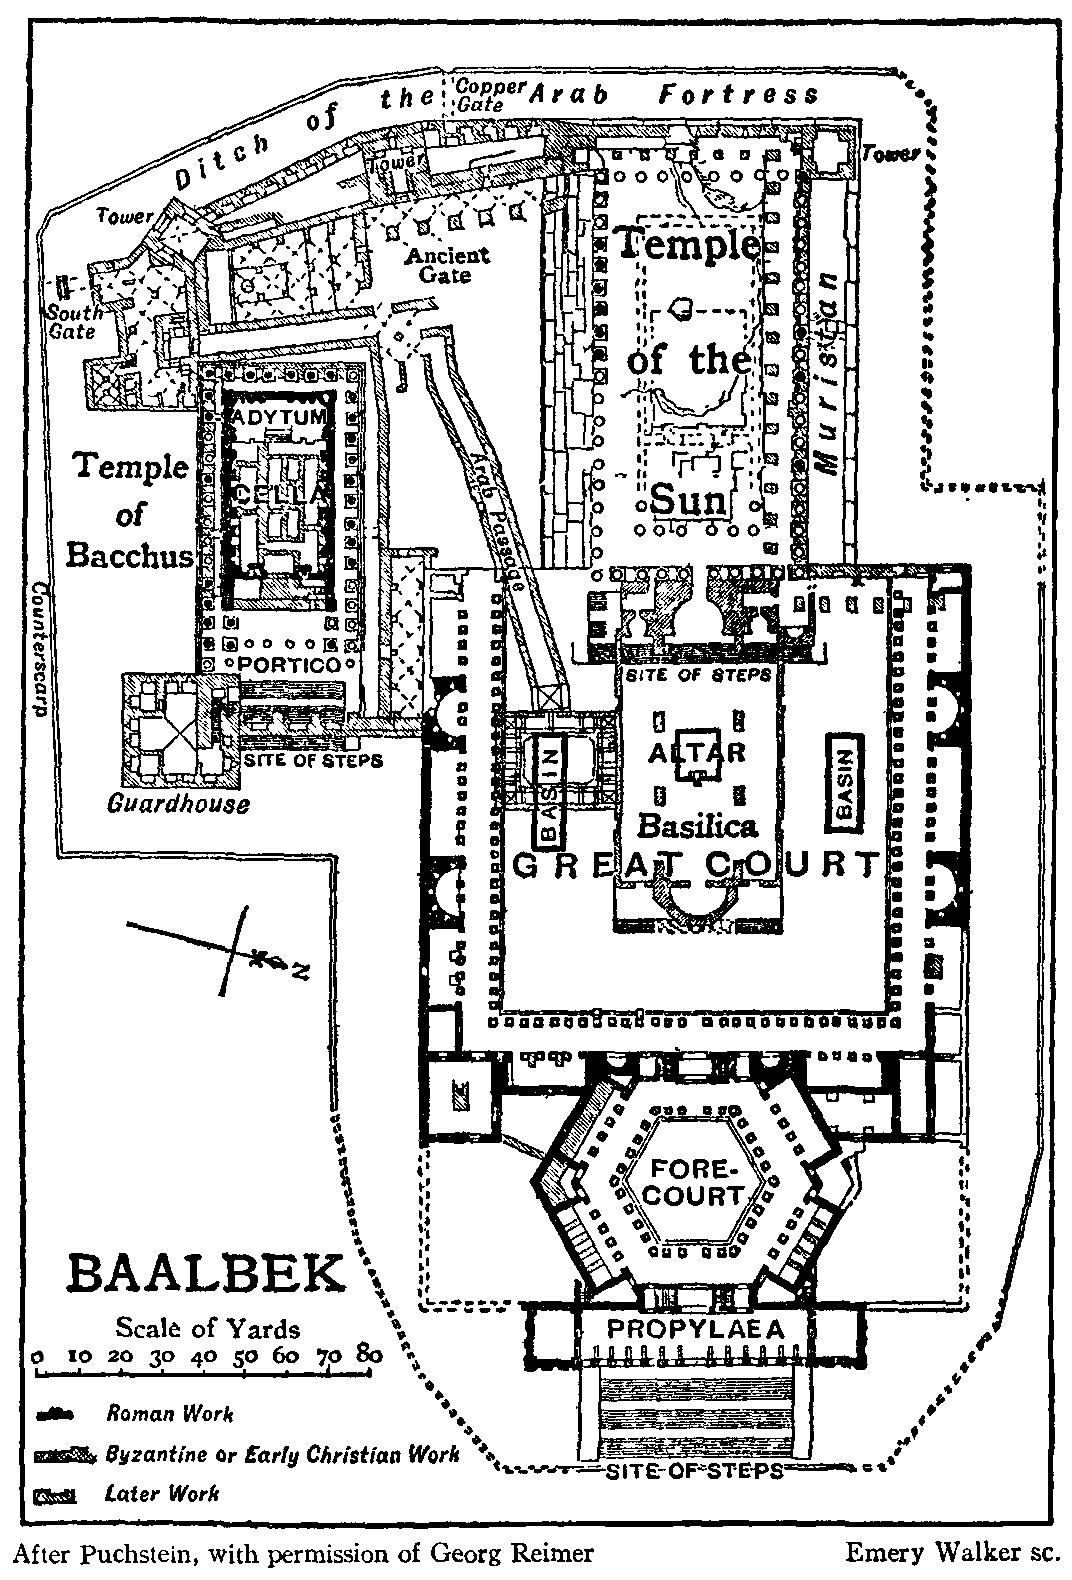 Ditch of the Arab Fortress
Copper
Gate
Tower
Tower
Tower
Ancient
Gate
South
Gate
Temple
of the
Sun
Muristan
ADYTUM
CELLA
Temple
of
Bacchus
Arab Passage
Counterscarp
PORTICO
SITE OF STEPS
SITE OF STEPS
Guardhouse
BASIN
ALTAR
BASIN
Basilica
GREAT COURT
N
FORE-
COURT
BAALBEK
Scale of Yards
0 10 20 30 40 50 60 70 80
PROPYLAEA
Roman Work
Byzantine or Early Christian Work
Later Work
SITE OF STEPS
After Puchstein, with permission of Georg Reimer
Emery Walker sc.